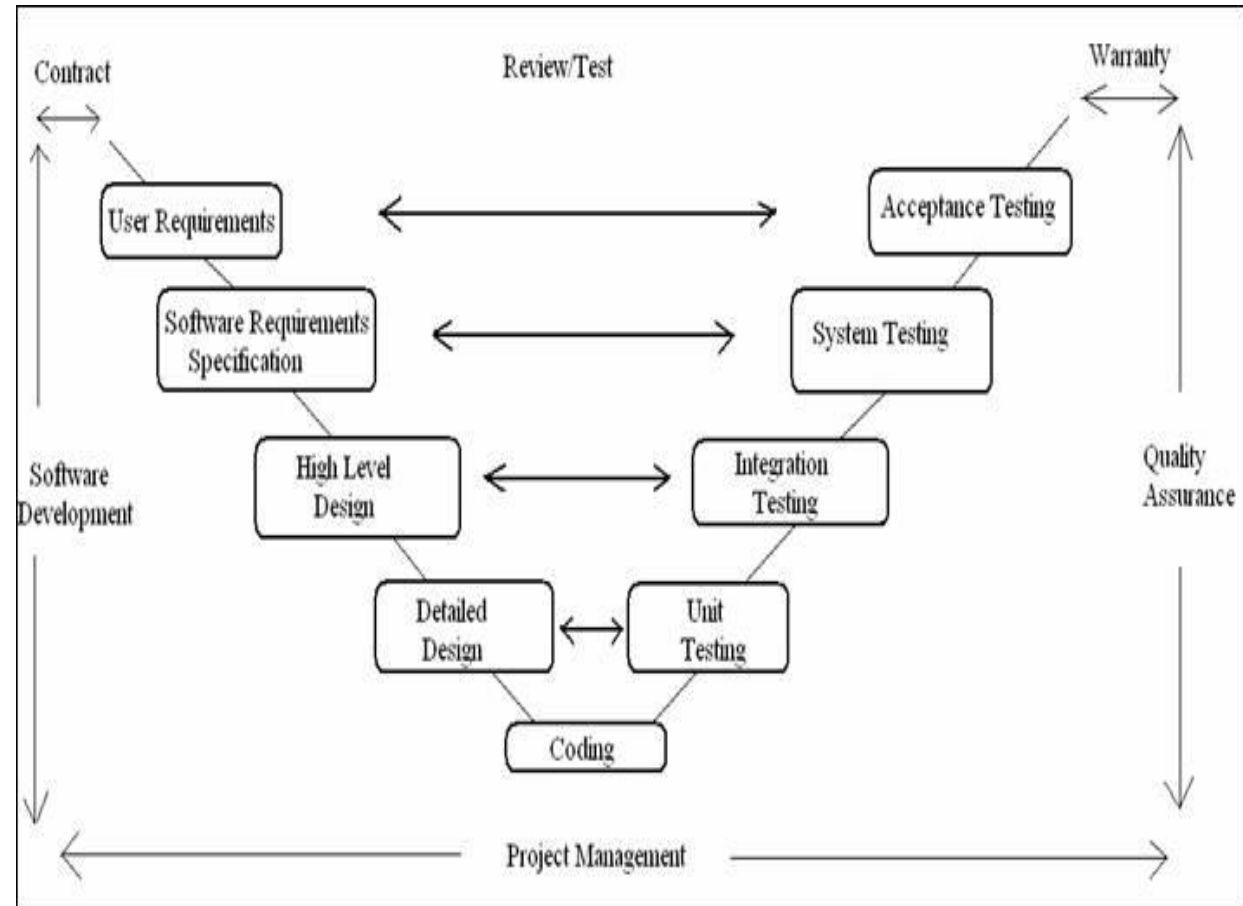 Contract
Review/Test
Warranty
User Requirements
Acceptance Testing
Software Requirements
Specification
System Testing
High Level
Design
Integration
Testing
Software
Development
Quality
Assurance
Detailed
Design
Unit
Testing
Coding
Project Management